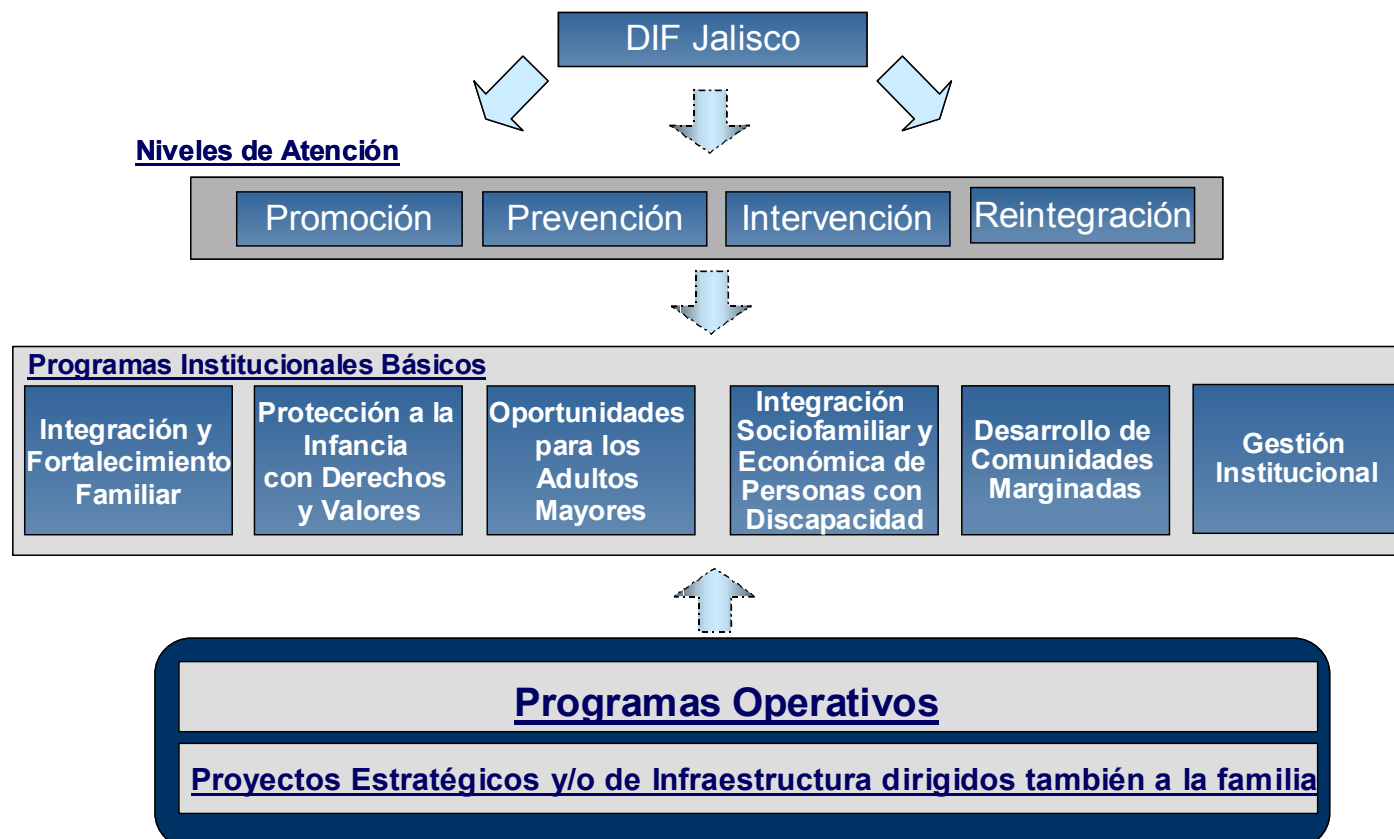 DIF Jalisco
Niveles de Atención
Promoción
Prevención
Intervención
Reintegración
Programas Institucionales Básicos
Integración y
Fortalecimiento
Familiar
Protección a la
Infancia
con Derechos
y Valores
Oportunidades
para los
Adultos
Mayores
Integración
Sociofamiliar y
Económica de
Personas con
Discapacidad
Desarrollo de
Comunidades
Marginadas
Gestión
Institucional
Programas Operativos
Proyectos Estratégicos y/o de Infraestructura dirigidos también a la familia